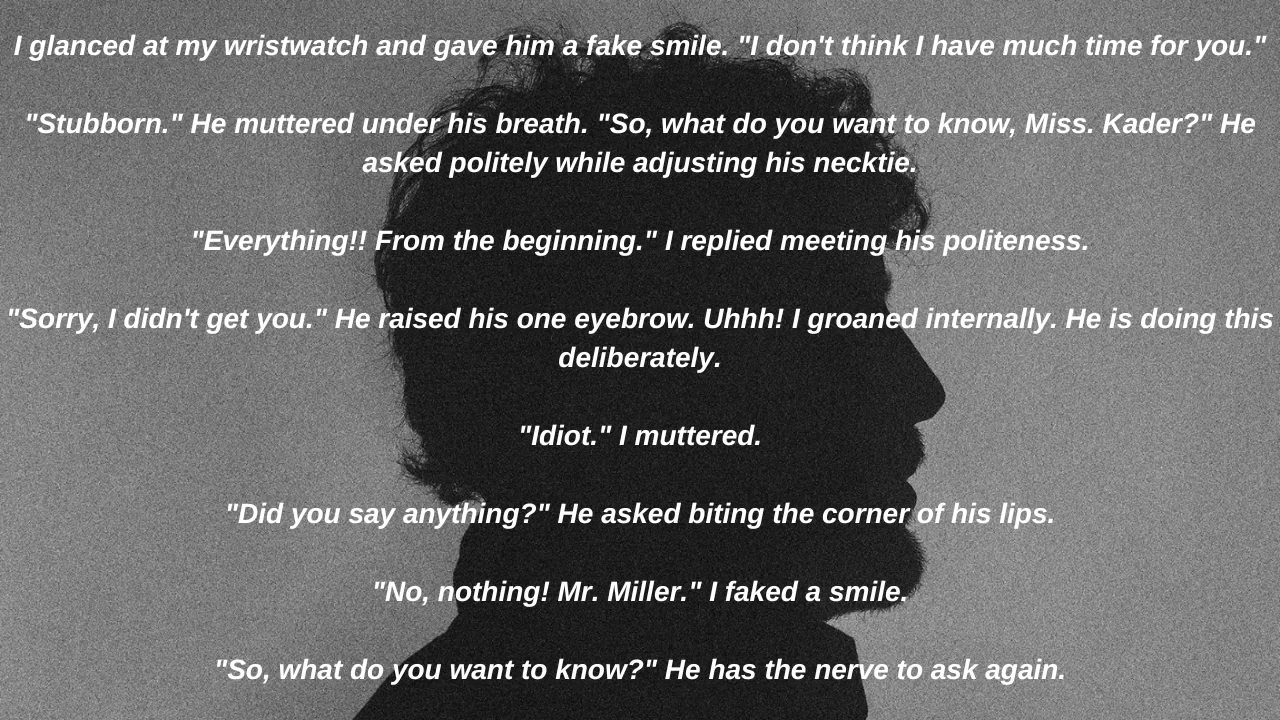 I glanced at my wristwatch and gave him a fake smile. "I don't think I have much time for you."
"Stubborn." He muttered under his breath. "So, what do you want to know, Miss. Kader?" He
asked politely while adjusting his necktie.
"Everything!! From the beginning." I replied meeting his politeness.
"Sorry, I didn't get you." He raised his one eyebrow. Uhhh! I groaned internally. He is doing this
deliberately.
"Idiot." I muttered.
"Did you say anything?" He asked biting the corner of his lips.
"No, nothing! Mr. Miller." I faked a smile.
"So, what do you want to know?" He has the nerve to ask again.